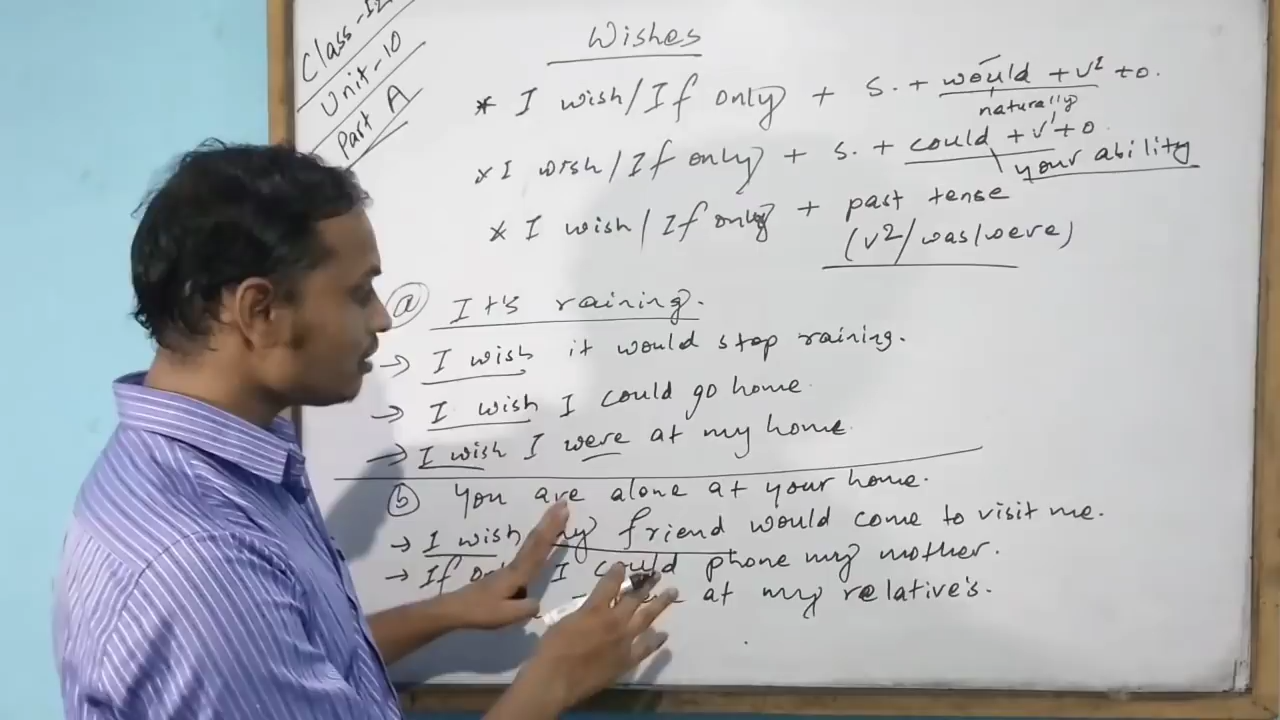 Class-12
Unit-10
Part A
Wishes
* I wish/If only + S. + would + v¹ + o.
naturally
* I wish/If only + S. + could + v¹ + o.
your ability
* I wish/If only + past tense
(v²/was/were)
(a) It's raining.
→ I wish it would stop raining.
→ I wish I could go home.
→ I wish I were at my home.
(b) You are alone at your home.
→ I wish my friend would come to visit me.
→ If only I could phone my mother.
at my relative's.